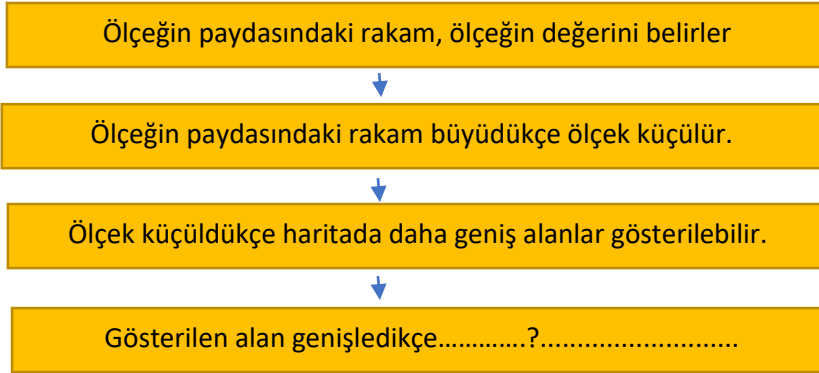 Ölçeğin paydasındaki rakam, ölçeğin değerini belirler
Ölçeğin paydasındaki rakam büyüdükçe ölçek küçülür.
Ölçek küçüldükçe haritada daha geniş alanlar gösterilebilir.
Gösterilen alan genişledikçe………….?...........................